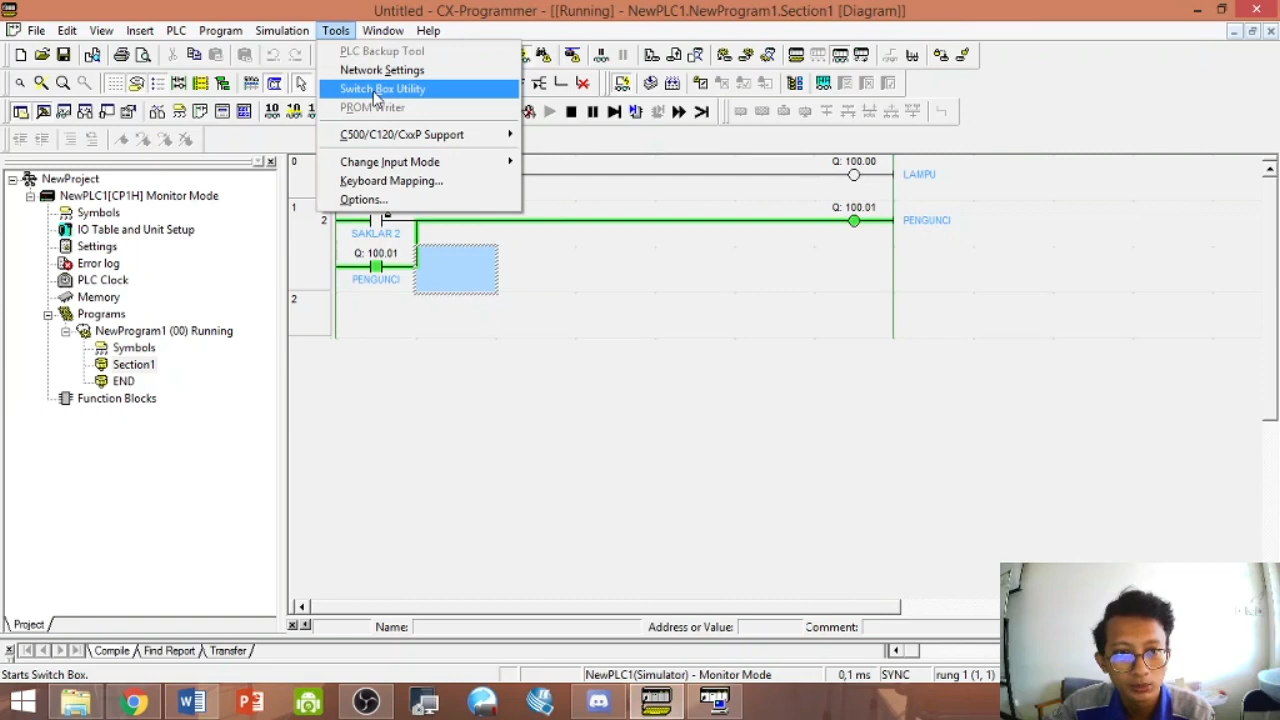 Untitled - CX-Programmer - [[Running] - NewPLC1.NewProgram1.Section1 [Diagram]]
File Edit View Insert PLC Program Simulation Tools Window Help
PLC Backup Tool
Network Settings
Switch Box Utility
PROM Writer
C500/C120/CxxP Support
Change Input Mode
Keyboard Mapping...
Options...
10 10
NewProject
NewPLC1[CP1H] Monitor Mode
Symbols
IO Table and Unit Setup
Settings
Error log
PLC Clock
Memory
Programs
NewProgram1 (00) Running
Symbols
Section1
END
Function Blocks
Project
0
Q: 100.00
LAMPU
1
2
Q: 100.01
PENGUNCI
SAKLAR 2
Q: 100.01
PENGUNCI
2
Name: Address or Value: Comment:
Compile Find Report Transfer
Starts Switch Box.
NewPLC1(Simulator) - Monitor Mode 0,1 ms SYNC rung 1 (1, 1)